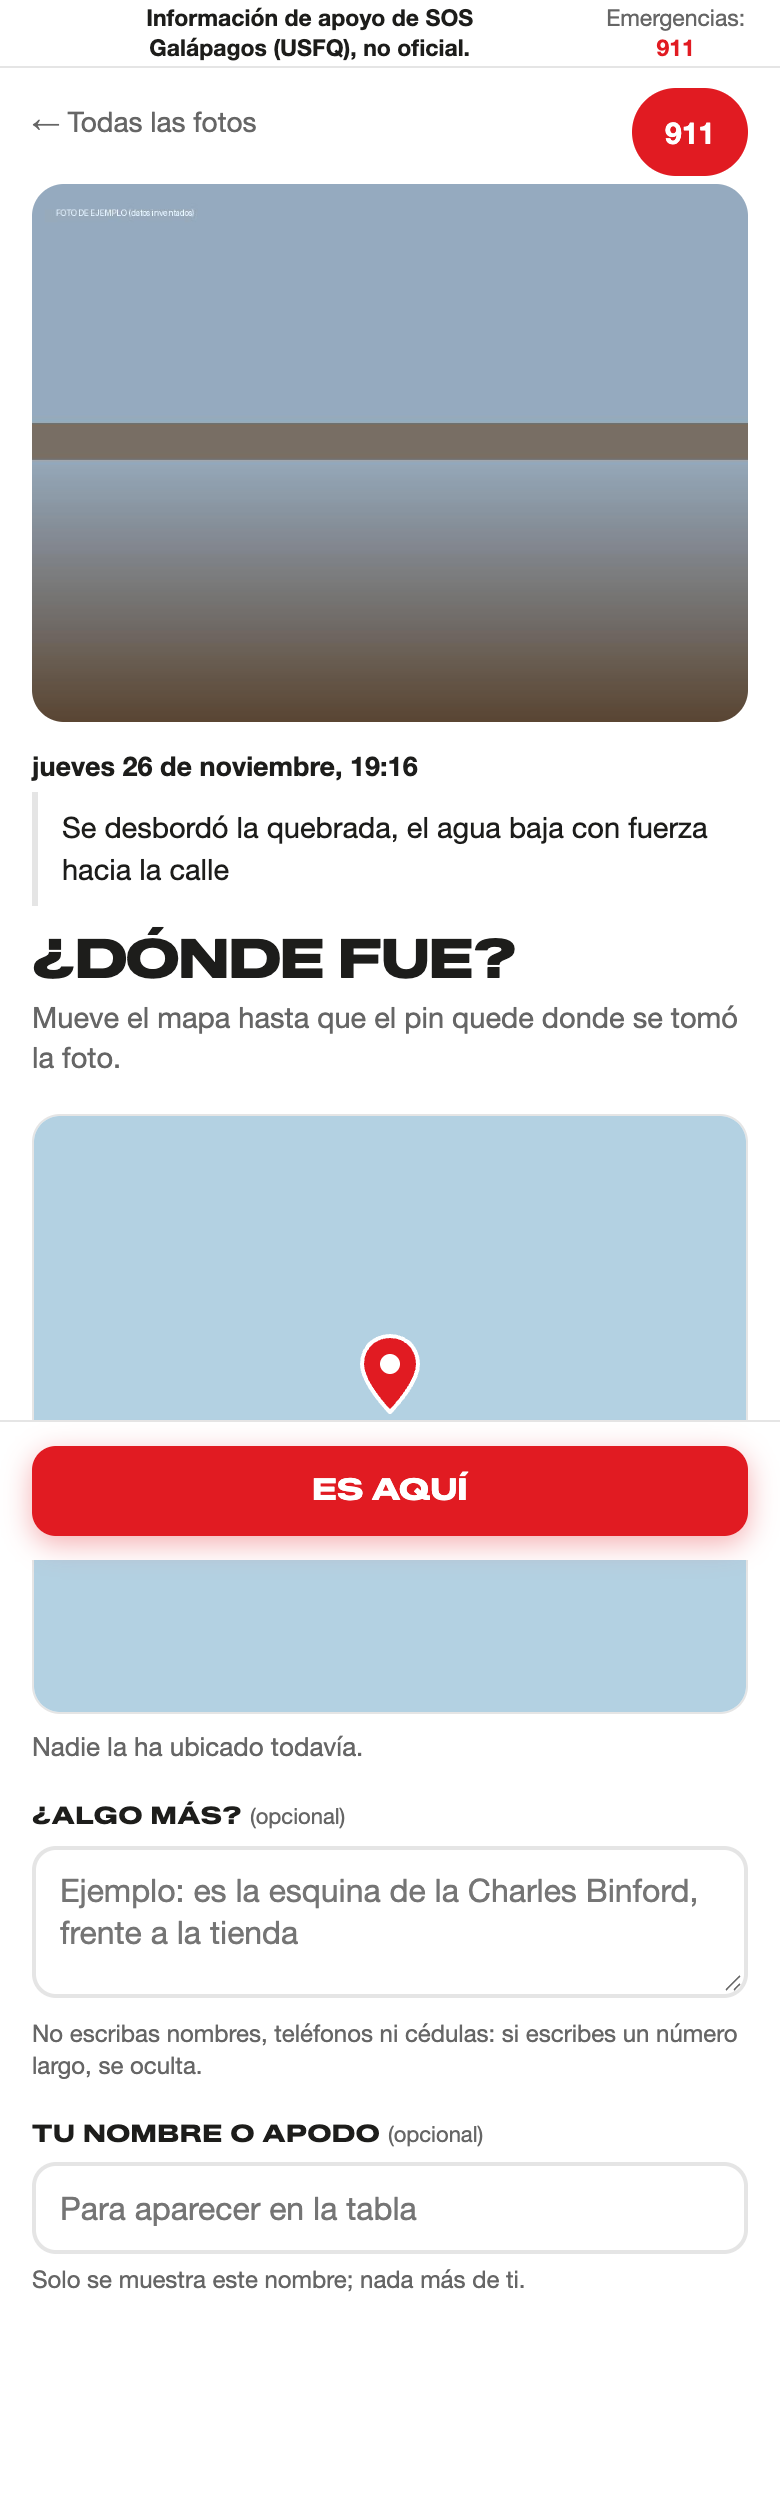 Información de apoyo de SOS
Galápagos (USFQ), no oficial.
Emergencias:
911
← Todas las fotos
911
FOTO DE EJEMPLO (datos inventados)
jueves 26 de noviembre, 19:16
Se desbordó la quebrada, el agua baja con fuerza
hacia la calle
¿DÓNDE FUE?
Mueve el mapa hasta que el pin quede donde se tomó
la foto.
ES AQUÍ
Nadie la ha ubicado todavía.
¿ALGO MÁS? (opcional)
Ejemplo: es la esquina de la Charles Binford,
frente a la tienda
No escribas nombres, teléfonos ni cédulas: si escribes un número
largo, se oculta.
TU NOMBRE O APODO (opcional)
Para aparecer en la tabla
Solo se muestra este nombre; nada más de ti.